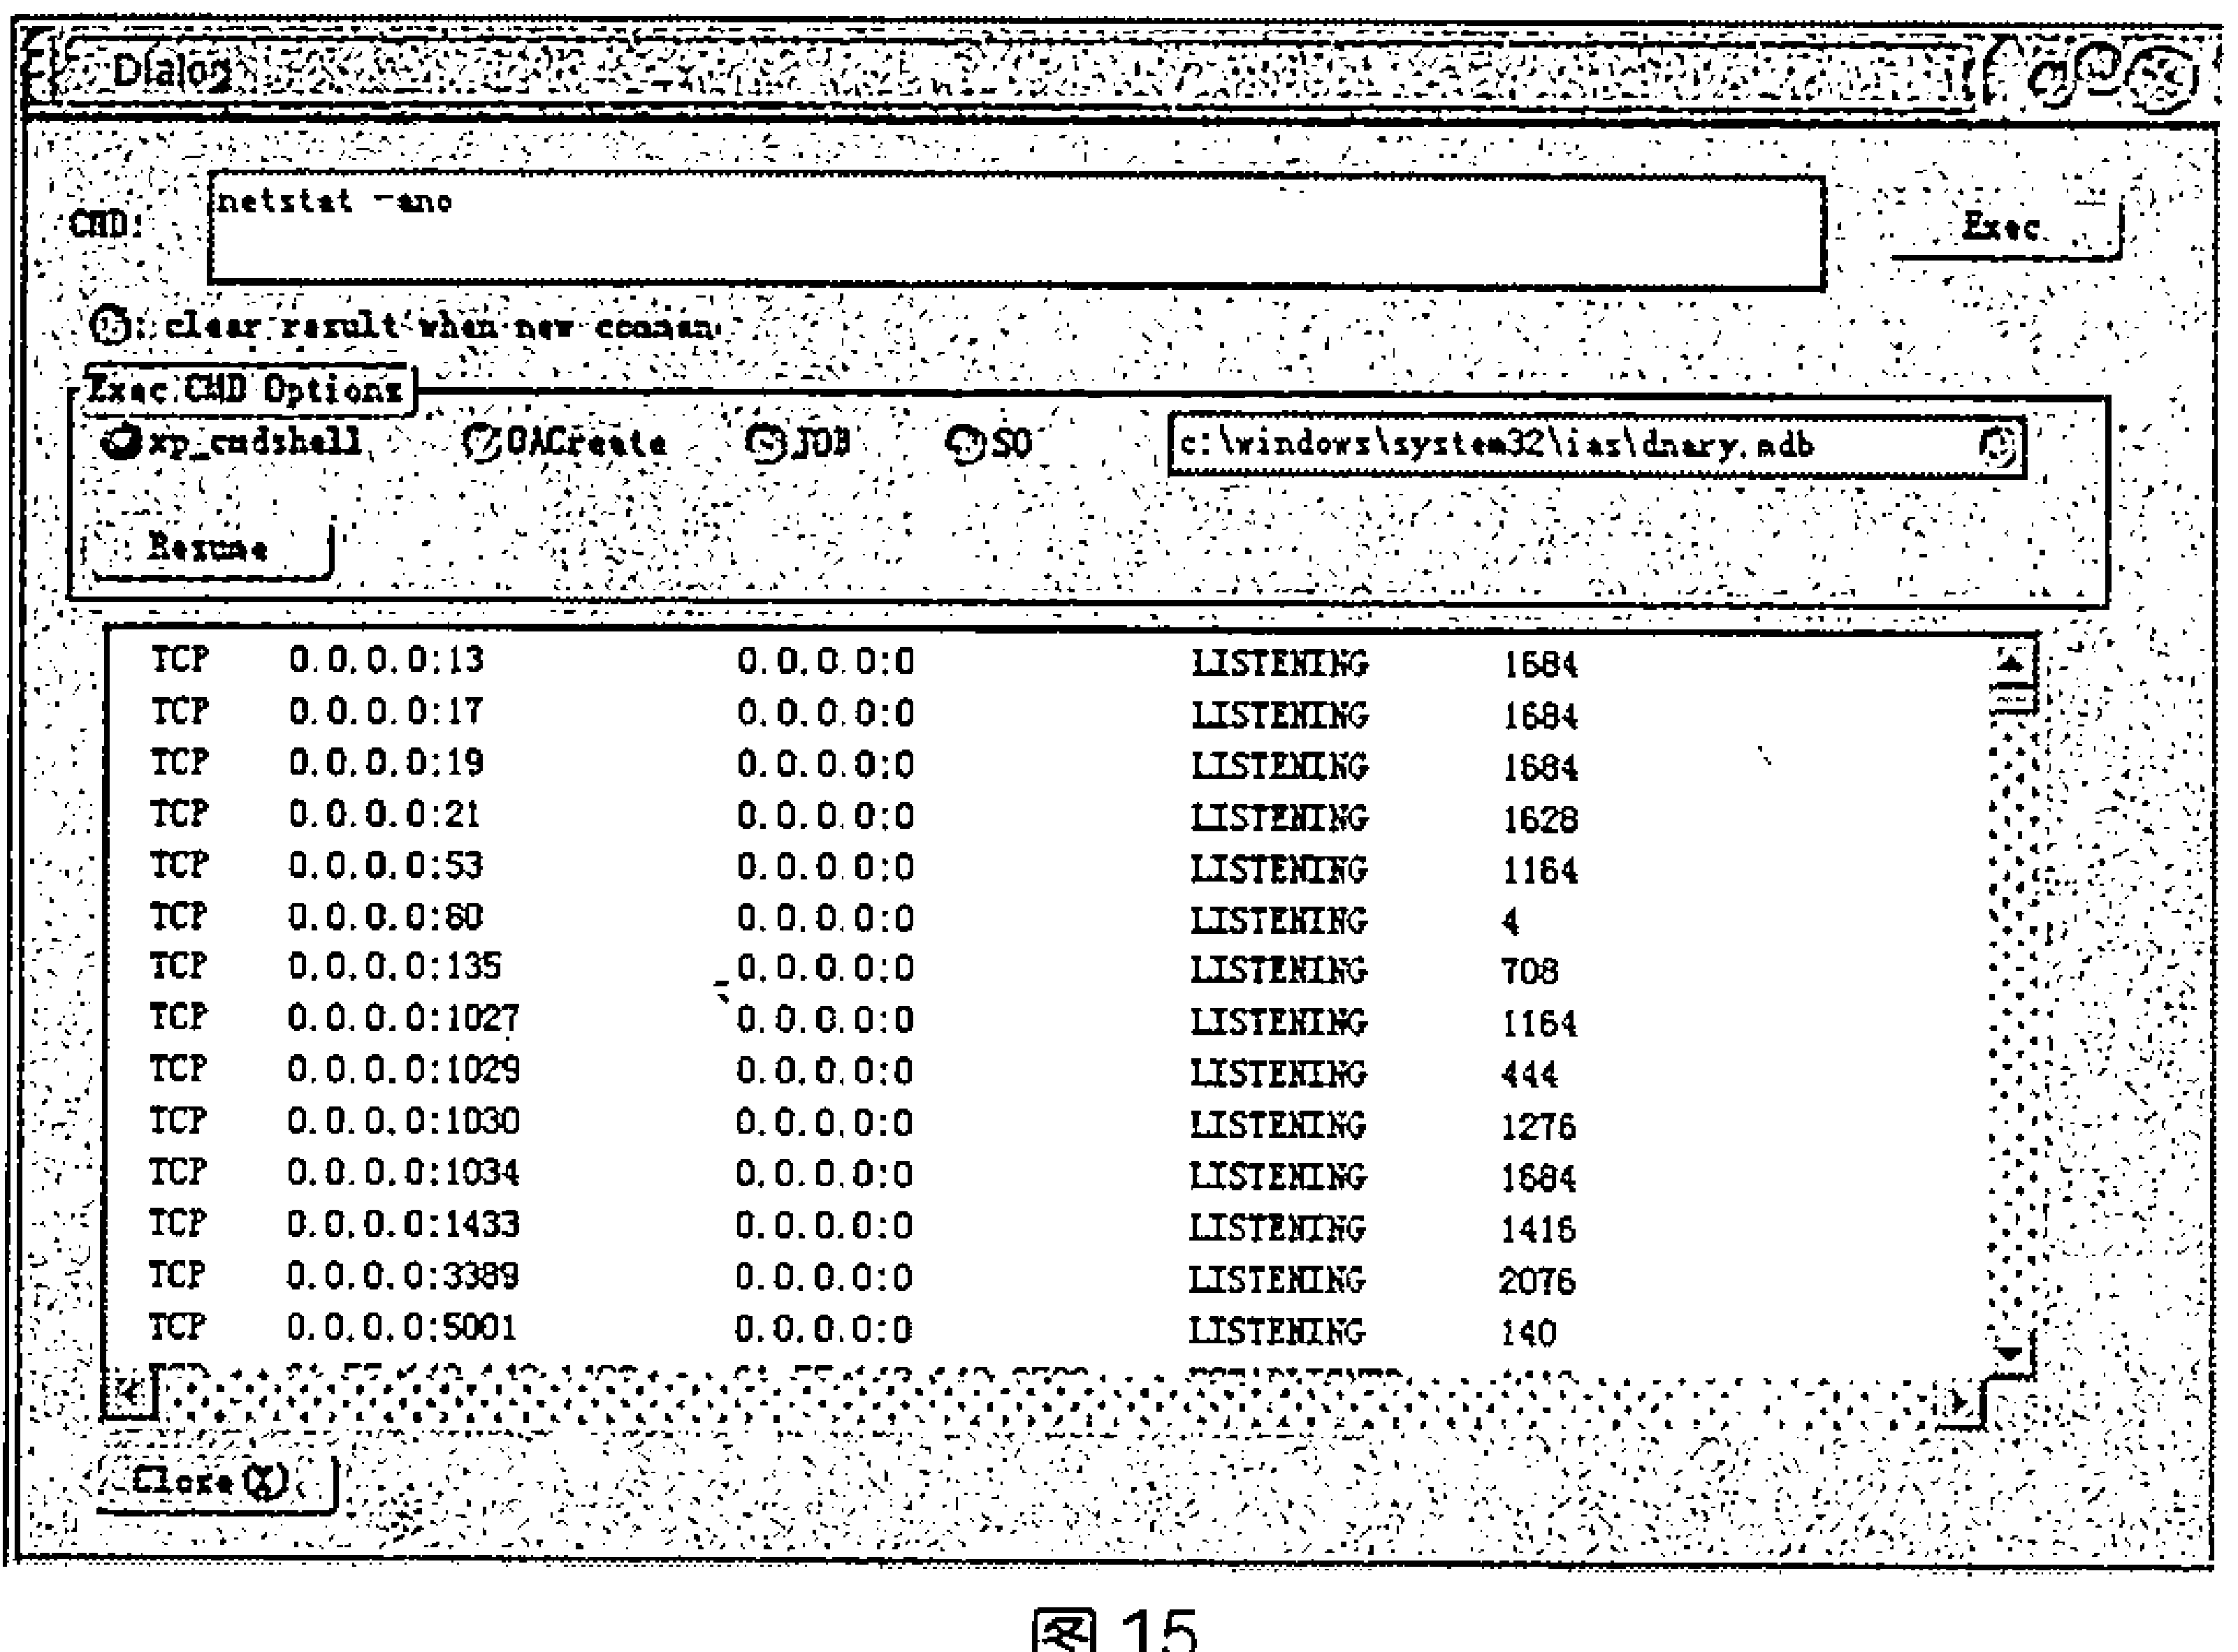 Dialog
CMD:
netstat -ano
Exec
clear result when new comman
Exec CMD Options
xp_cmdshell OACreate JOB SO c:\windows\system32\ias\dnary.mdb
Resume
TCP 0.0.0.0:13 0.0.0.0:0 LISTENING 1684
TCP 0.0.0.0:17 0.0.0.0:0 LISTENING 1684
TCP 0.0.0.0:19 0.0.0.0:0 LISTENING 1684
TCP 0.0.0.0:21 0.0.0.0:0 LISTENING 1628
TCP 0.0.0.0:53 0.0.0.0:0 LISTENING 1164
TCP 0.0.0.0:80 0.0.0.0:0 LISTENING 4
TCP 0.0.0.0:135 0.0.0.0:0 LISTENING 708
TCP 0.0.0.0:1027 0.0.0.0:0 LISTENING 1164
TCP 0.0.0.0:1029 0.0.0.0:0 LISTENING 444
TCP 0.0.0.0:1030 0.0.0.0:0 LISTENING 1276
TCP 0.0.0.0:1034 0.0.0.0:0 LISTENING 1684
TCP 0.0.0.0:1433 0.0.0.0:0 LISTENING 1416
TCP 0.0.0.0:3389 0.0.0.0:0 LISTENING 2076
TCP 0.0.0.0:5001 0.0.0.0:0 LISTENING 140
Close(X)
图 15